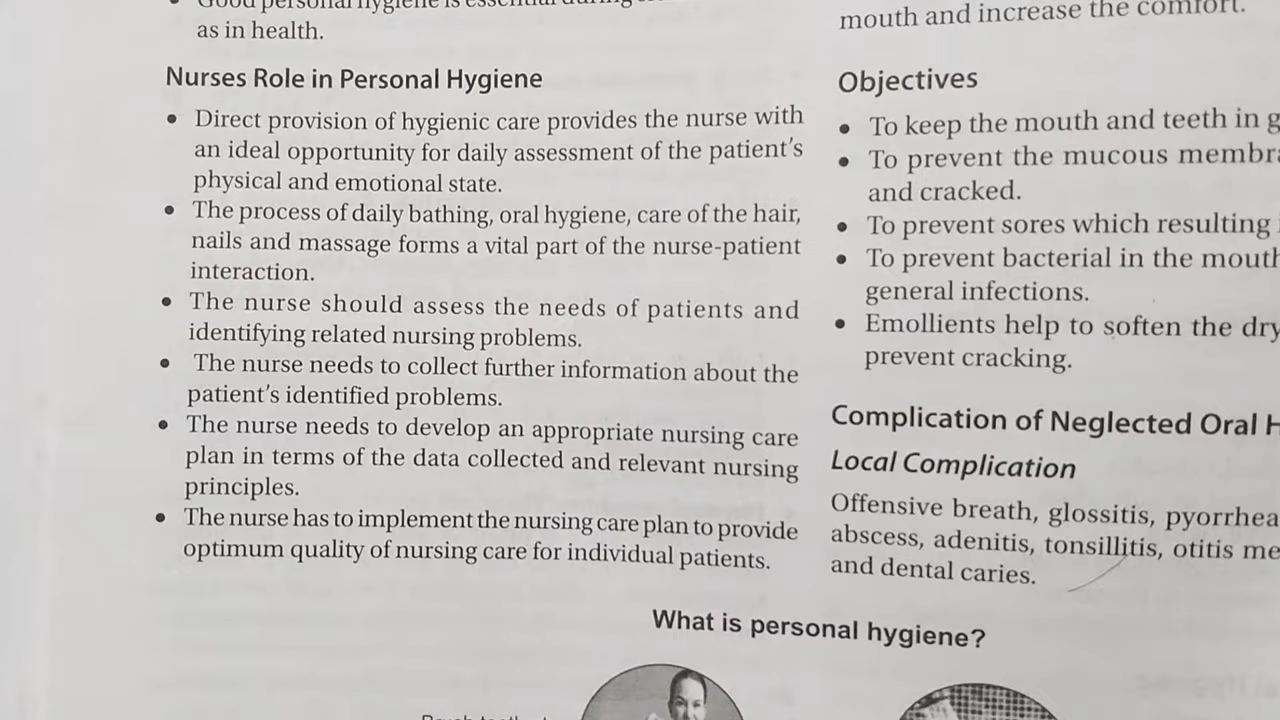 Good personal hygiene is essential during
as in health.
Nurses Role in Personal Hygiene
• Direct provision of hygienic care provides the nurse with
an ideal opportunity for daily assessment of the patient's
physical and emotional state.
• The process of daily bathing, oral hygiene, care of the hair,
nails and massage forms a vital part of the nurse-patient
interaction.
• The nurse should assess the needs of patients and
identifying related nursing problems.
• The nurse needs to collect further information about the
patient's identified problems.
• The nurse needs to develop an appropriate nursing care
plan in terms of the data collected and relevant nursing
principles.
• The nurse has to implement the nursing care plan to provide
optimum quality of nursing care for individual patients.
mouth and increase the comfort.
Objectives
• To keep the mouth and teeth in
• To prevent the mucous
and cracked.
• To prevent sores which resulting
• To prevent bacterial in the
general infections.
• Emollients help to soften the dry
prevent cracking.
Complication of Neglected Oral
Local Complication
Offensive breath, glossitis, pyorrhea
abscess, adenitis, tonsillitis, otitis
and dental caries.
What is personal hygiene?